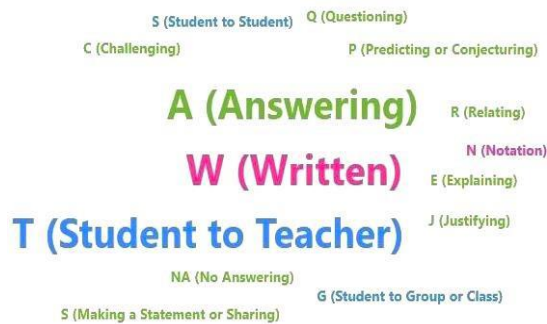 S (Student to Student)
Q (Questioning)
C (Challenging)
P (Predicting or Conjecturing)
A (Answering)
R (Relating)
W (Written)
N (Notation)
E (Explaining)
T (Student to Teacher)
J (Justifying)
NA (No Answering)
G (Student to Group or Class)
S (Making a Statement or Sharing)